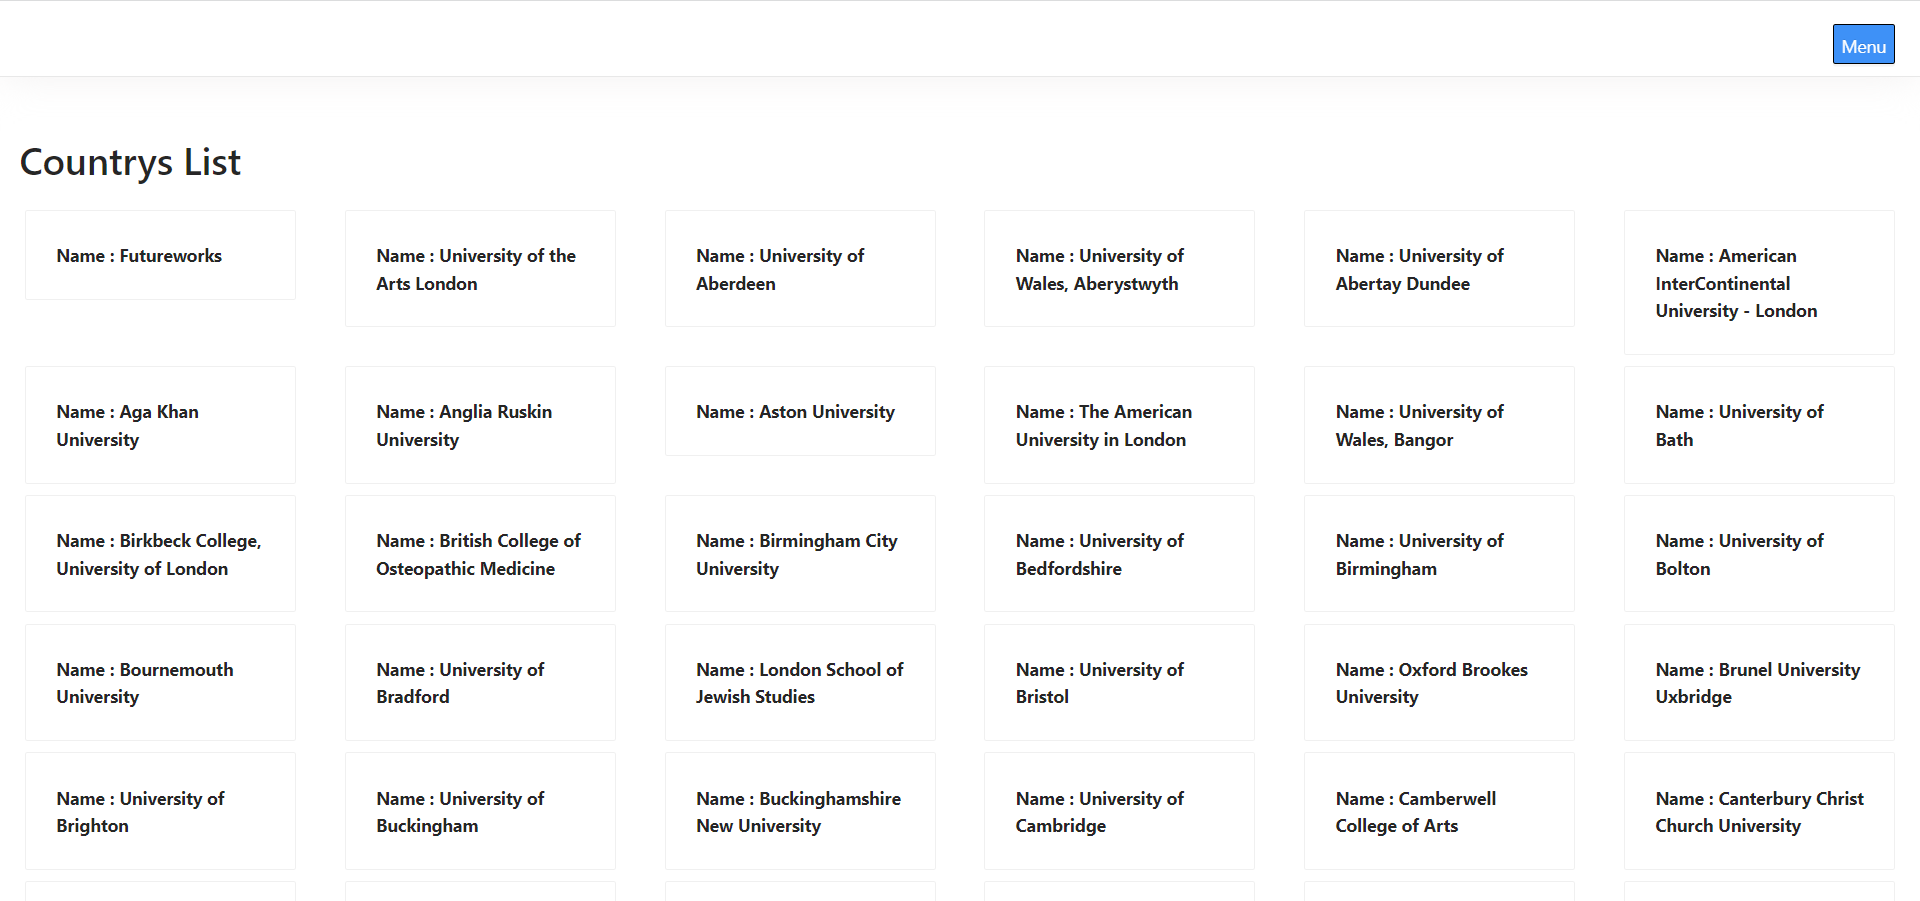 Menu
Countrys List
Name : Futureworks
Name : University of the
Arts London
Name : University of
Aberdeen
Name : University of
Wales, Aberystwyth
Name : University of
Abertay Dundee
Name : American
InterContinental
University - London
Name : Aga Khan
University
Name : Anglia Ruskin
University
Name : Aston University
Name : The American
University in London
Name : University of
Wales, Bangor
Name : University of
Bath
Name : Birkbeck College,
University of London
Name : British College of
Osteopathic Medicine
Name : Birmingham City
University
Name : University of
Bedfordshire
Name : University of
Birmingham
Name : University of
Bolton
Name : Bournemouth
University
Name : University of
Bradford
Name : London School of
Jewish Studies
Name : University of
Bristol
Name : Oxford Brookes
University
Name : Brunel University
Uxbridge
Name : University of
Brighton
Name : University of
Buckingham
Name : Buckinghamshire
New University
Name : University of
Cambridge
Name : Camberwell
College of Arts
Name : Canterbury Christ
Church University